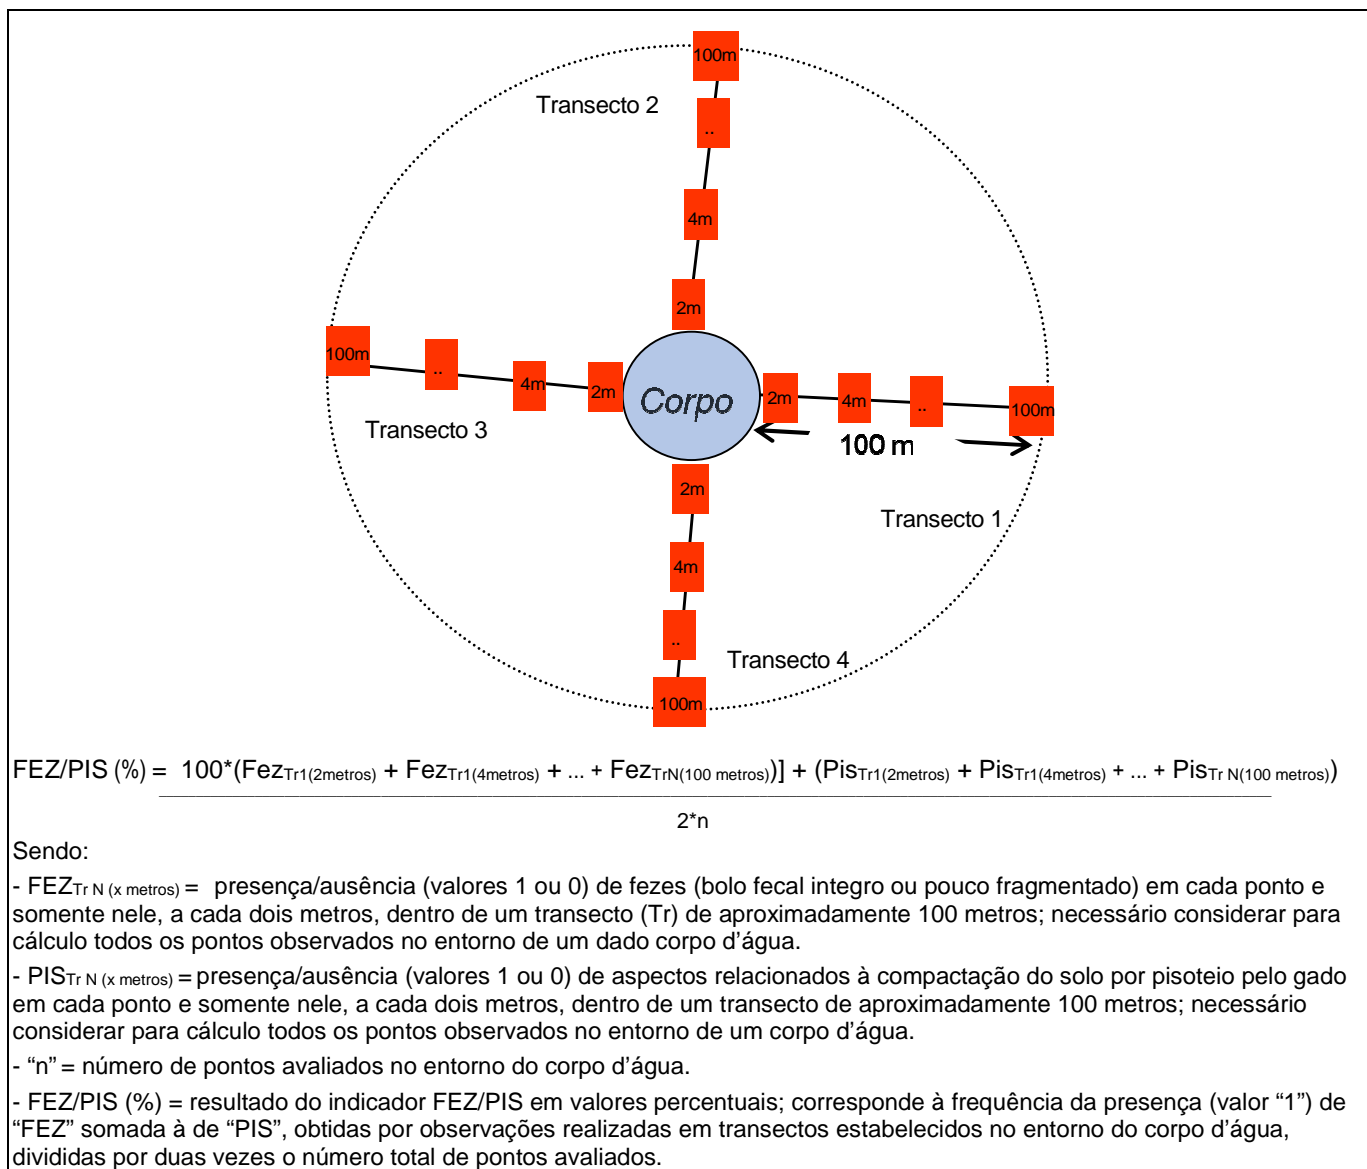 100m
Transecto 2
..
4m
2m
100m
..
4m
2m
Corpo
2m
4m
..
100m
Transecto 3
100 m
2m
Transecto 1
4m
..
Transecto 4
100m
FEZ/PIS (%) = 100*(FezTr1(2metros) + FezTr1(4metros) + ... + FezTrN(100 metros))] + (PisTr1(2metros) + PisTr1(4metros) + ... + PisTr N(100 metros))
2*n
Sendo:
- FEZTr N (x metros) = presença/ausência (valores 1 ou 0) de fezes (bolo fecal integro ou pouco fragmentado) em cada ponto e
somente nele, a cada dois metros, dentro de um transecto (Tr) de aproximadamente 100 metros; necessário considerar para
cálculo todos os pontos observados no entorno de um dado corpo d’água.
- PISTr N (x metros) = presença/ausência (valores 1 ou 0) de aspectos relacionados à compactação do solo por pisoteio pelo gado
em cada ponto e somente nele, a cada dois metros, dentro de um transecto de aproximadamente 100 metros; necessário
considerar para cálculo todos os pontos observados no entorno de um corpo d’água.
- “n” = número de pontos avaliados no entorno do corpo d’água.
- FEZ/PIS (%) = resultado do indicador FEZ/PIS em valores percentuais; corresponde à frequência da presença (valor “1”) de
“FEZ” somada à de “PIS”, obtidas por observações realizadas em transectos estabelecidos no entorno do corpo d’água,
divididas por duas vezes o número total de pontos avaliados.